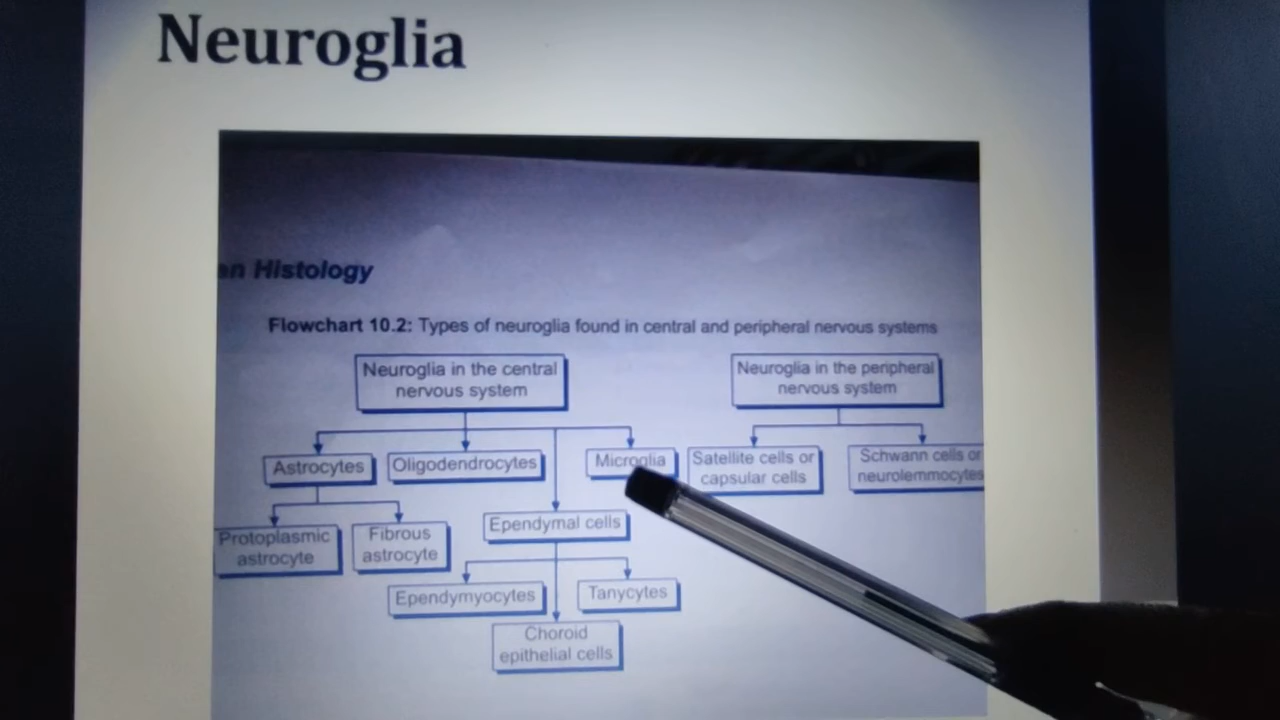 Neuroglia
an Histology
Flowchart 10.2: Types of neuroglia found in central and peripheral nervous systems
Neuroglia in the central
nervous system
Neuroglia in the peripheral
nervous system
Astrocytes
Oligodendrocytes
Microglia
Satellite cells or
capsular cells
Schwann cells or
neurolemmocytes
Protoplasmic
astrocyte
Fibrous
astrocyte
Ependymal cells
Ependymyocytes
Tanycytes
Choroid
epithelial cells